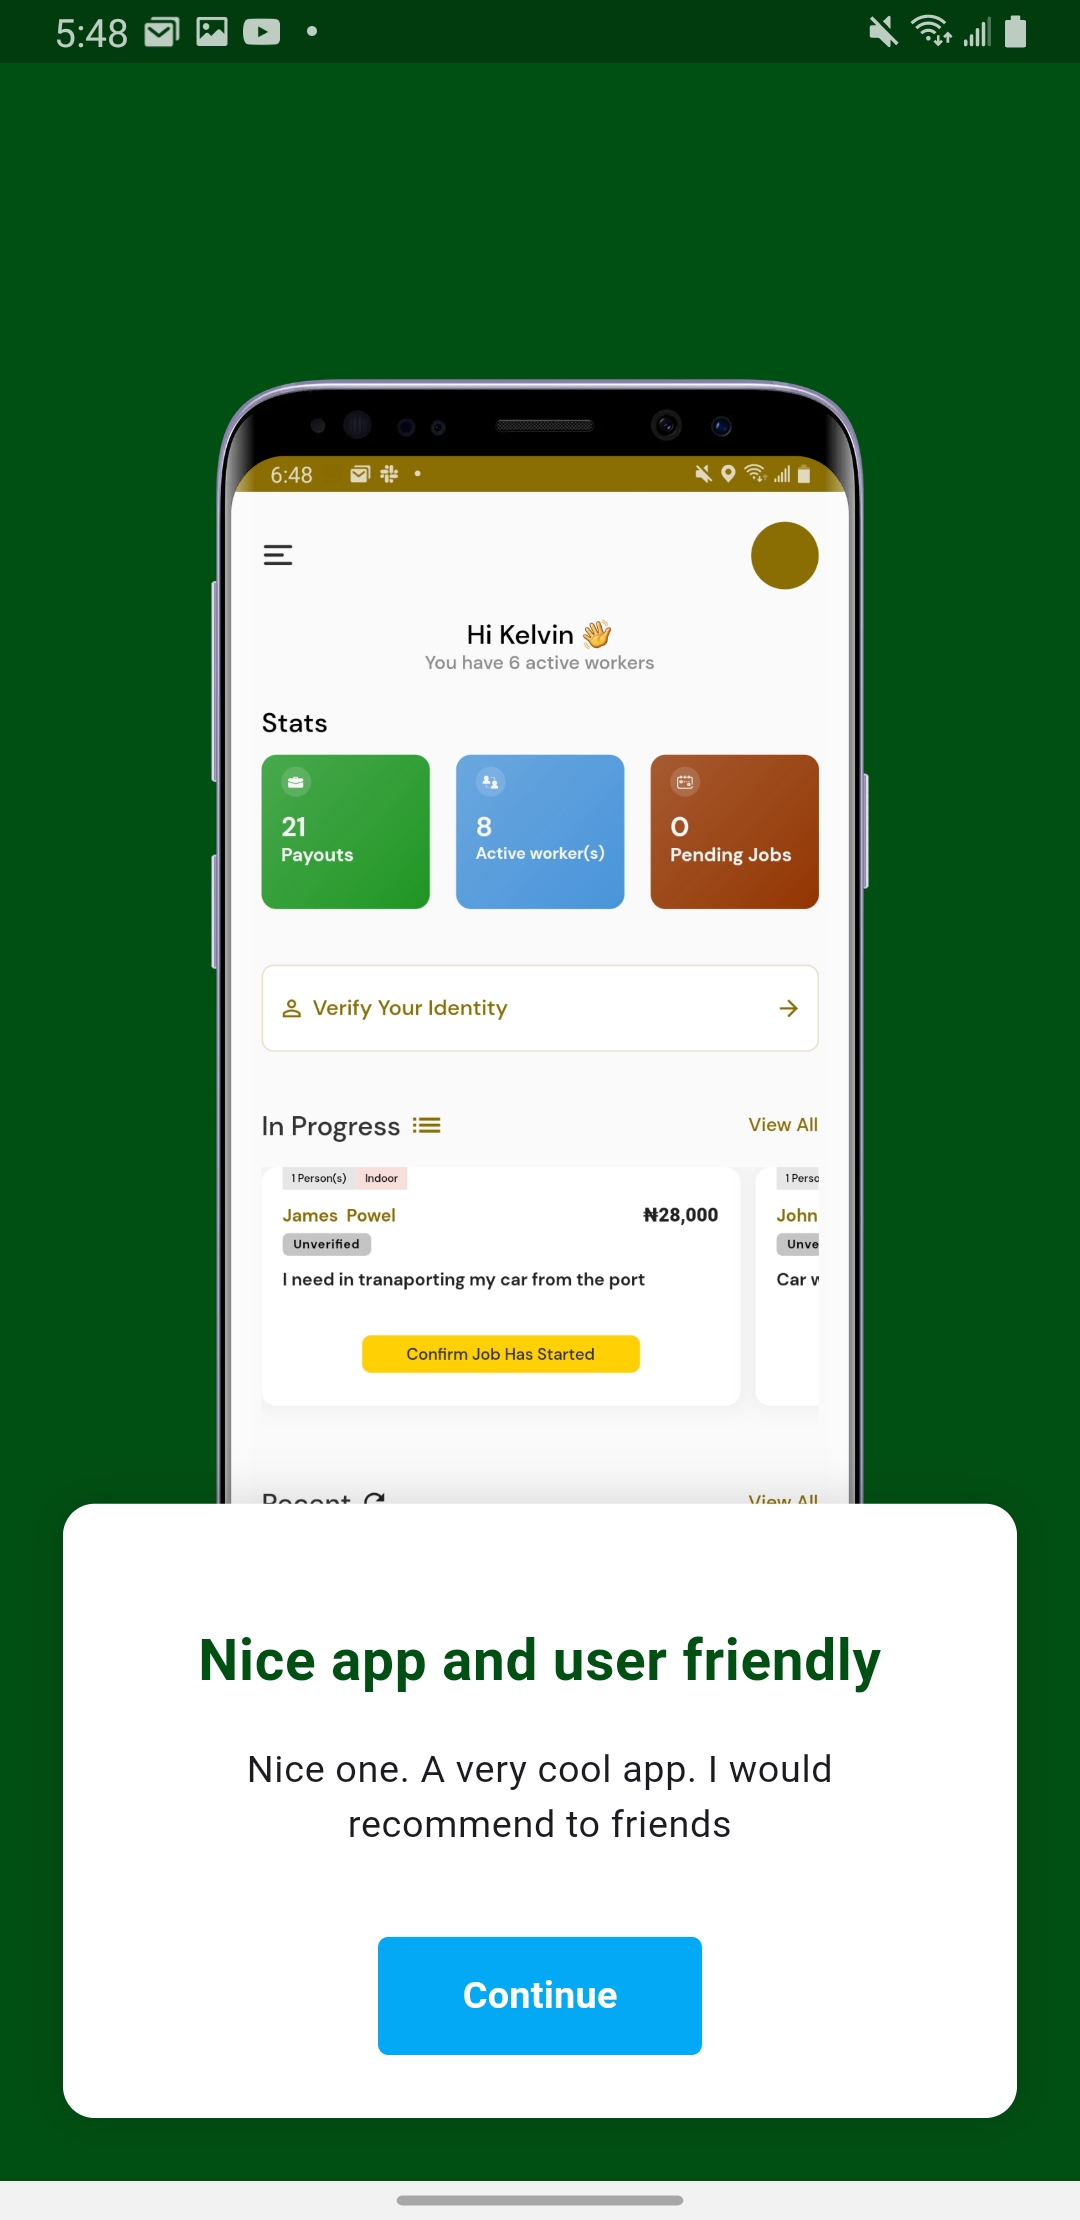 5:48
6:48
Hi Kelvin 👋
You have 6 active workers
Stats
21
Payouts
8
Active worker(s)
0
Pending Jobs
Verify Your Identity
In Progress
View All
1 Person(s)
Indoor
James Powel
₦28,000
Unverified
I need in tranaporting my car from the port
Confirm Job Has Started
1 Perso
John
Unve
Car
Recent
View All
Nice app and user friendly
Nice one. A very cool app. I would
recommend to friends
Continue